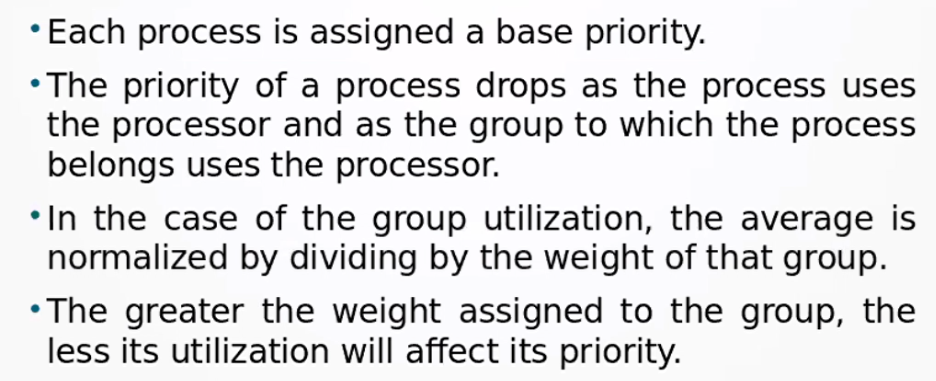 •Each process is assigned a base priority.
•The priority of a process drops as the process uses
the processor and as the group to which the process
belongs uses the processor.
•In the case of the group utilization, the average is
normalized by dividing by the weight of that group.
•The greater the weight assigned to the group, the
less its utilization will affect its priority.